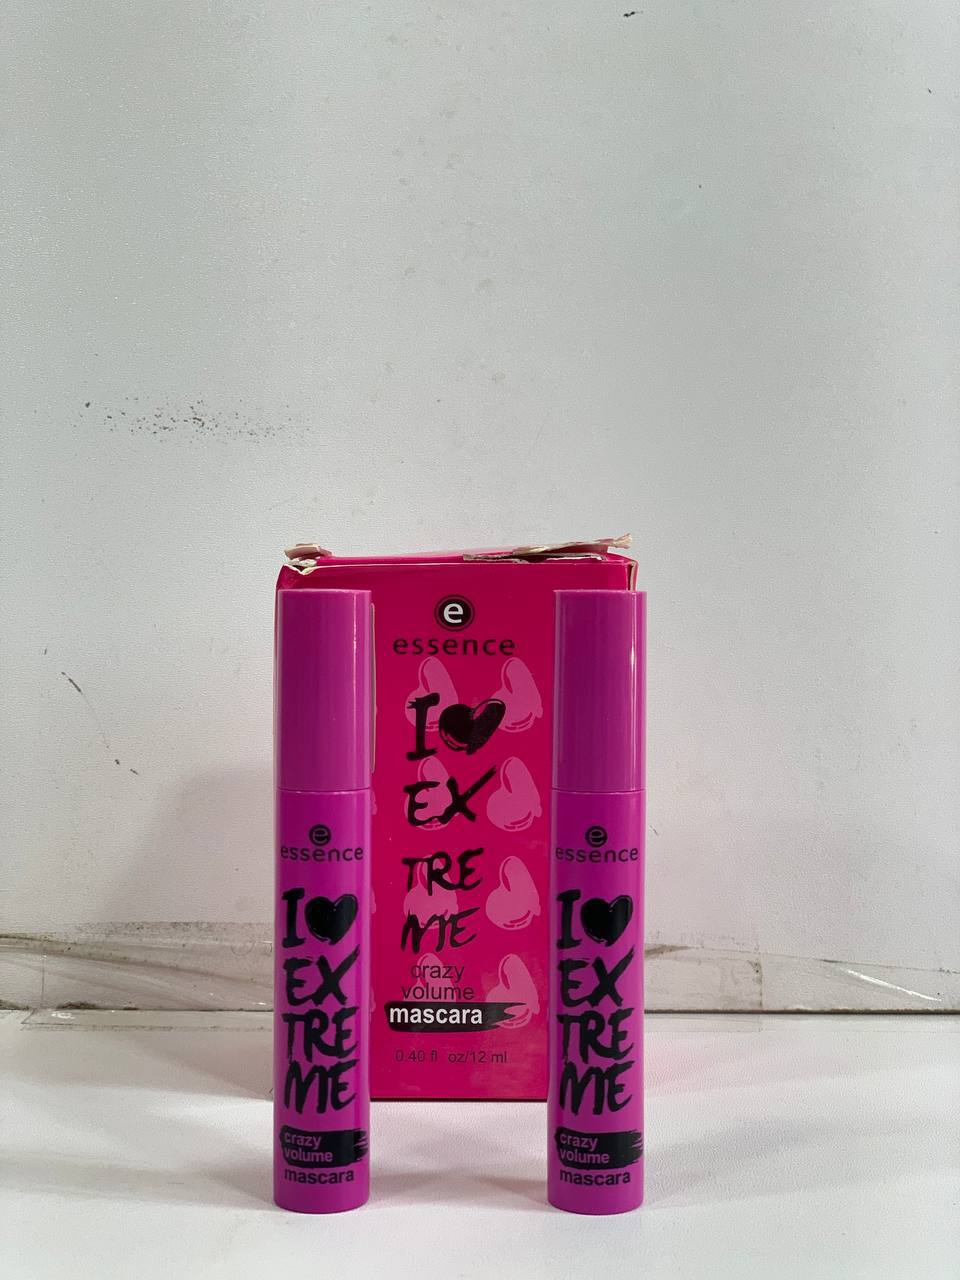 e
essence
I
EX
TRE
ME
crazy
volume
mascara
0.40 fl oz/12 ml
e
essence
I
EX
TRE
ME
crazy
volume
mascara
e
essence
I
EX
TRE
ME
crazy
volume
mascara